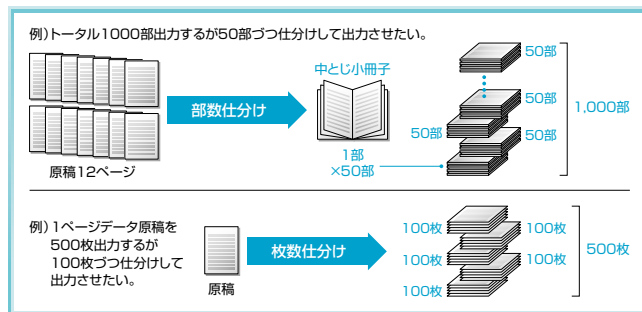 例)トータル1000部出力するが50部づつ仕分けして出力させたい。
部数仕分け
中とじ小冊子
1部
×50部
原稿12ページ
50部
50部
50部
50部
1,000部
例)1ページデータ原稿を
500枚出力するが
100枚づつ仕分けして
出力させたい。
原稿
枚数仕分け
100枚
100枚
100枚
100枚
100枚
500枚